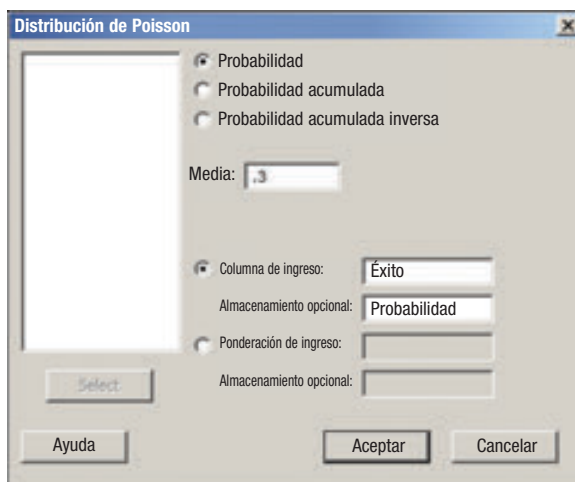 Distribución de Poisson
Probabilidad
Probabilidad acumulada
Probabilidad acumulada inversa
Media: .3
Columna de ingreso: Éxito
Almacenamiento opcional: Probabilidad
Ponderación de ingreso:
Almacenamiento opcional:
Select
Ayuda
Aceptar
Cancelar